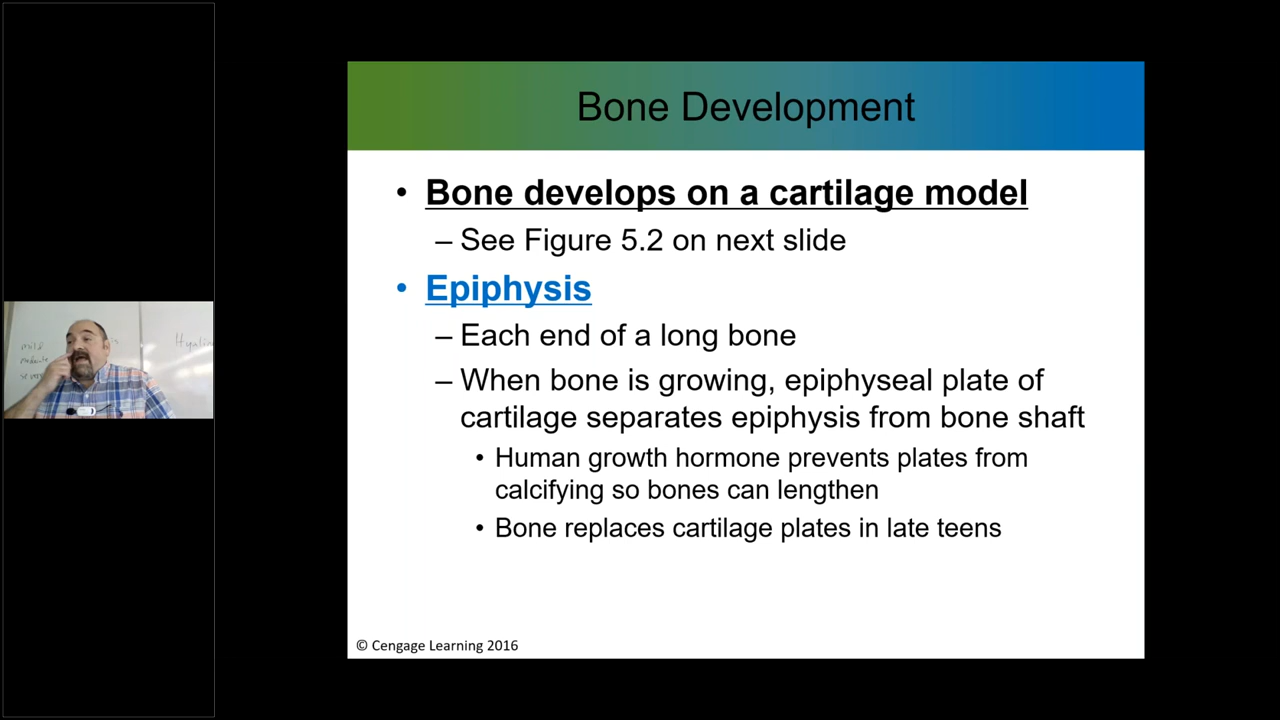 Bone Development
• Bone develops on a cartilage model
– See Figure 5.2 on next slide
• Epiphysis
– Each end of a long bone
– When bone is growing, epiphyseal plate of
cartilage separates epiphysis from bone shaft
• Human growth hormone prevents plates from
calcifying so bones can lengthen
• Bone replaces cartilage plates in late teens
© Cengage Learning 2016
mild
moderate